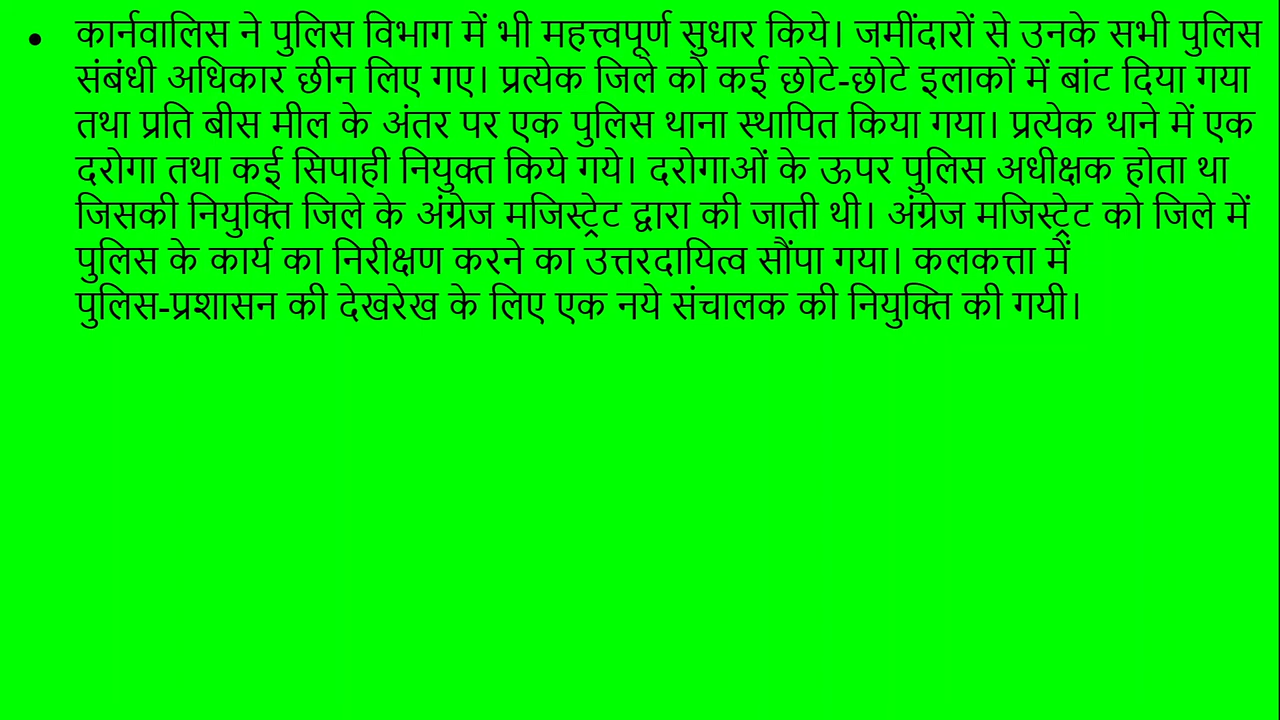 • कार्नवालिस ने पुलिस विभाग में भी महत्त्वपूर्ण सुधार किये। जमींदारों से उनके सभी पुलिस
संबंधी अधिकार छीन लिए गए। प्रत्येक जिले को कई छोटे-छोटे इलाकों में बांट दिया गया
तथा प्रति बीस मील के अंतर पर एक पुलिस थाना स्थापित किया गया। प्रत्येक थाने में एक
दरोगा तथा कई सिपाही नियुक्त किये गये। दरोगाओं के ऊपर पुलिस अधीक्षक होता था
जिसकी नियुक्ति जिले के अंग्रेज मजिस्ट्रेट द्वारा की जाती थी। अंग्रेज मजिस्ट्रेट को जिले में
पुलिस के कार्य का निरीक्षण करने का उत्तरदायित्व सौंपा गया। कलकत्ता में
पुलिस-प्रशासन की देखरेख के लिए एक नये संचालक की नियुक्ति की गयी।